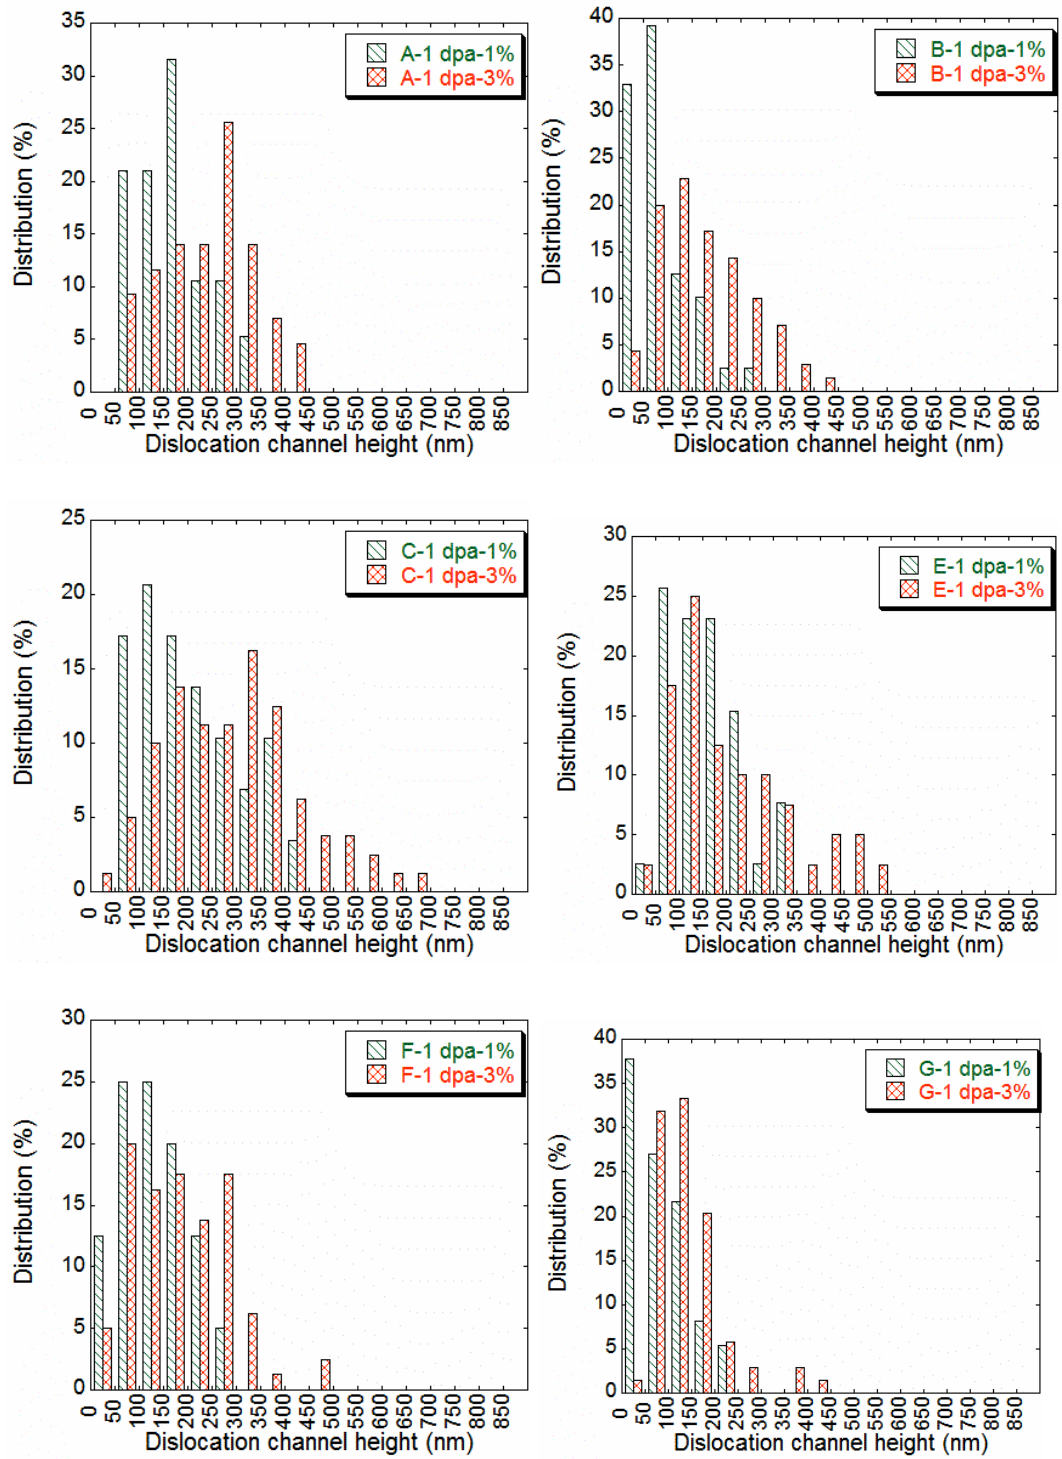 35
30
25
20
15
10
5
0
Distribution (%)
A-1 dpa-1%
A-1 dpa-3%
0 50 100 150 200 250 300 350 400 450 500 550 600 650 700 750 800 850
Dislocation channel height (nm)
40
35
30
25
20
15
10
5
0
Distribution (%)
B-1 dpa-1%
B-1 dpa-3%
0 50 100 150 200 250 300 350 400 450 500 550 600 650 700 750 800 850
Dislocation channel height (nm)
25
20
15
10
5
0
Distribution (%)
C-1 dpa-1%
C-1 dpa-3%
0 50 100 150 200 250 300 350 400 450 500 550 600 650 700 750 800 850
Dislocation channel height (nm)
30
25
20
15
10
5
0
Distribution (%)
E-1 dpa-1%
E-1 dpa-3%
0 50 100 150 200 250 300 350 400 450 500 550 600 650 700 750 800 850
Dislocation channel height (nm)
30
25
20
15
10
5
0
Distribution (%)
F-1 dpa-1%
F-1 dpa-3%
0 50 100 150 200 250 300 350 400 450 500 550 600 650 700 750 800 850
Dislocation channel height (nm)
40
35
30
25
20
15
10
5
0
Distribution (%)
G-1 dpa-1%
G-1 dpa-3%
0 50 100 150 200 250 300 350 400 450 500 550 600 650 700 750 800 850
Dislocation channel height (nm)